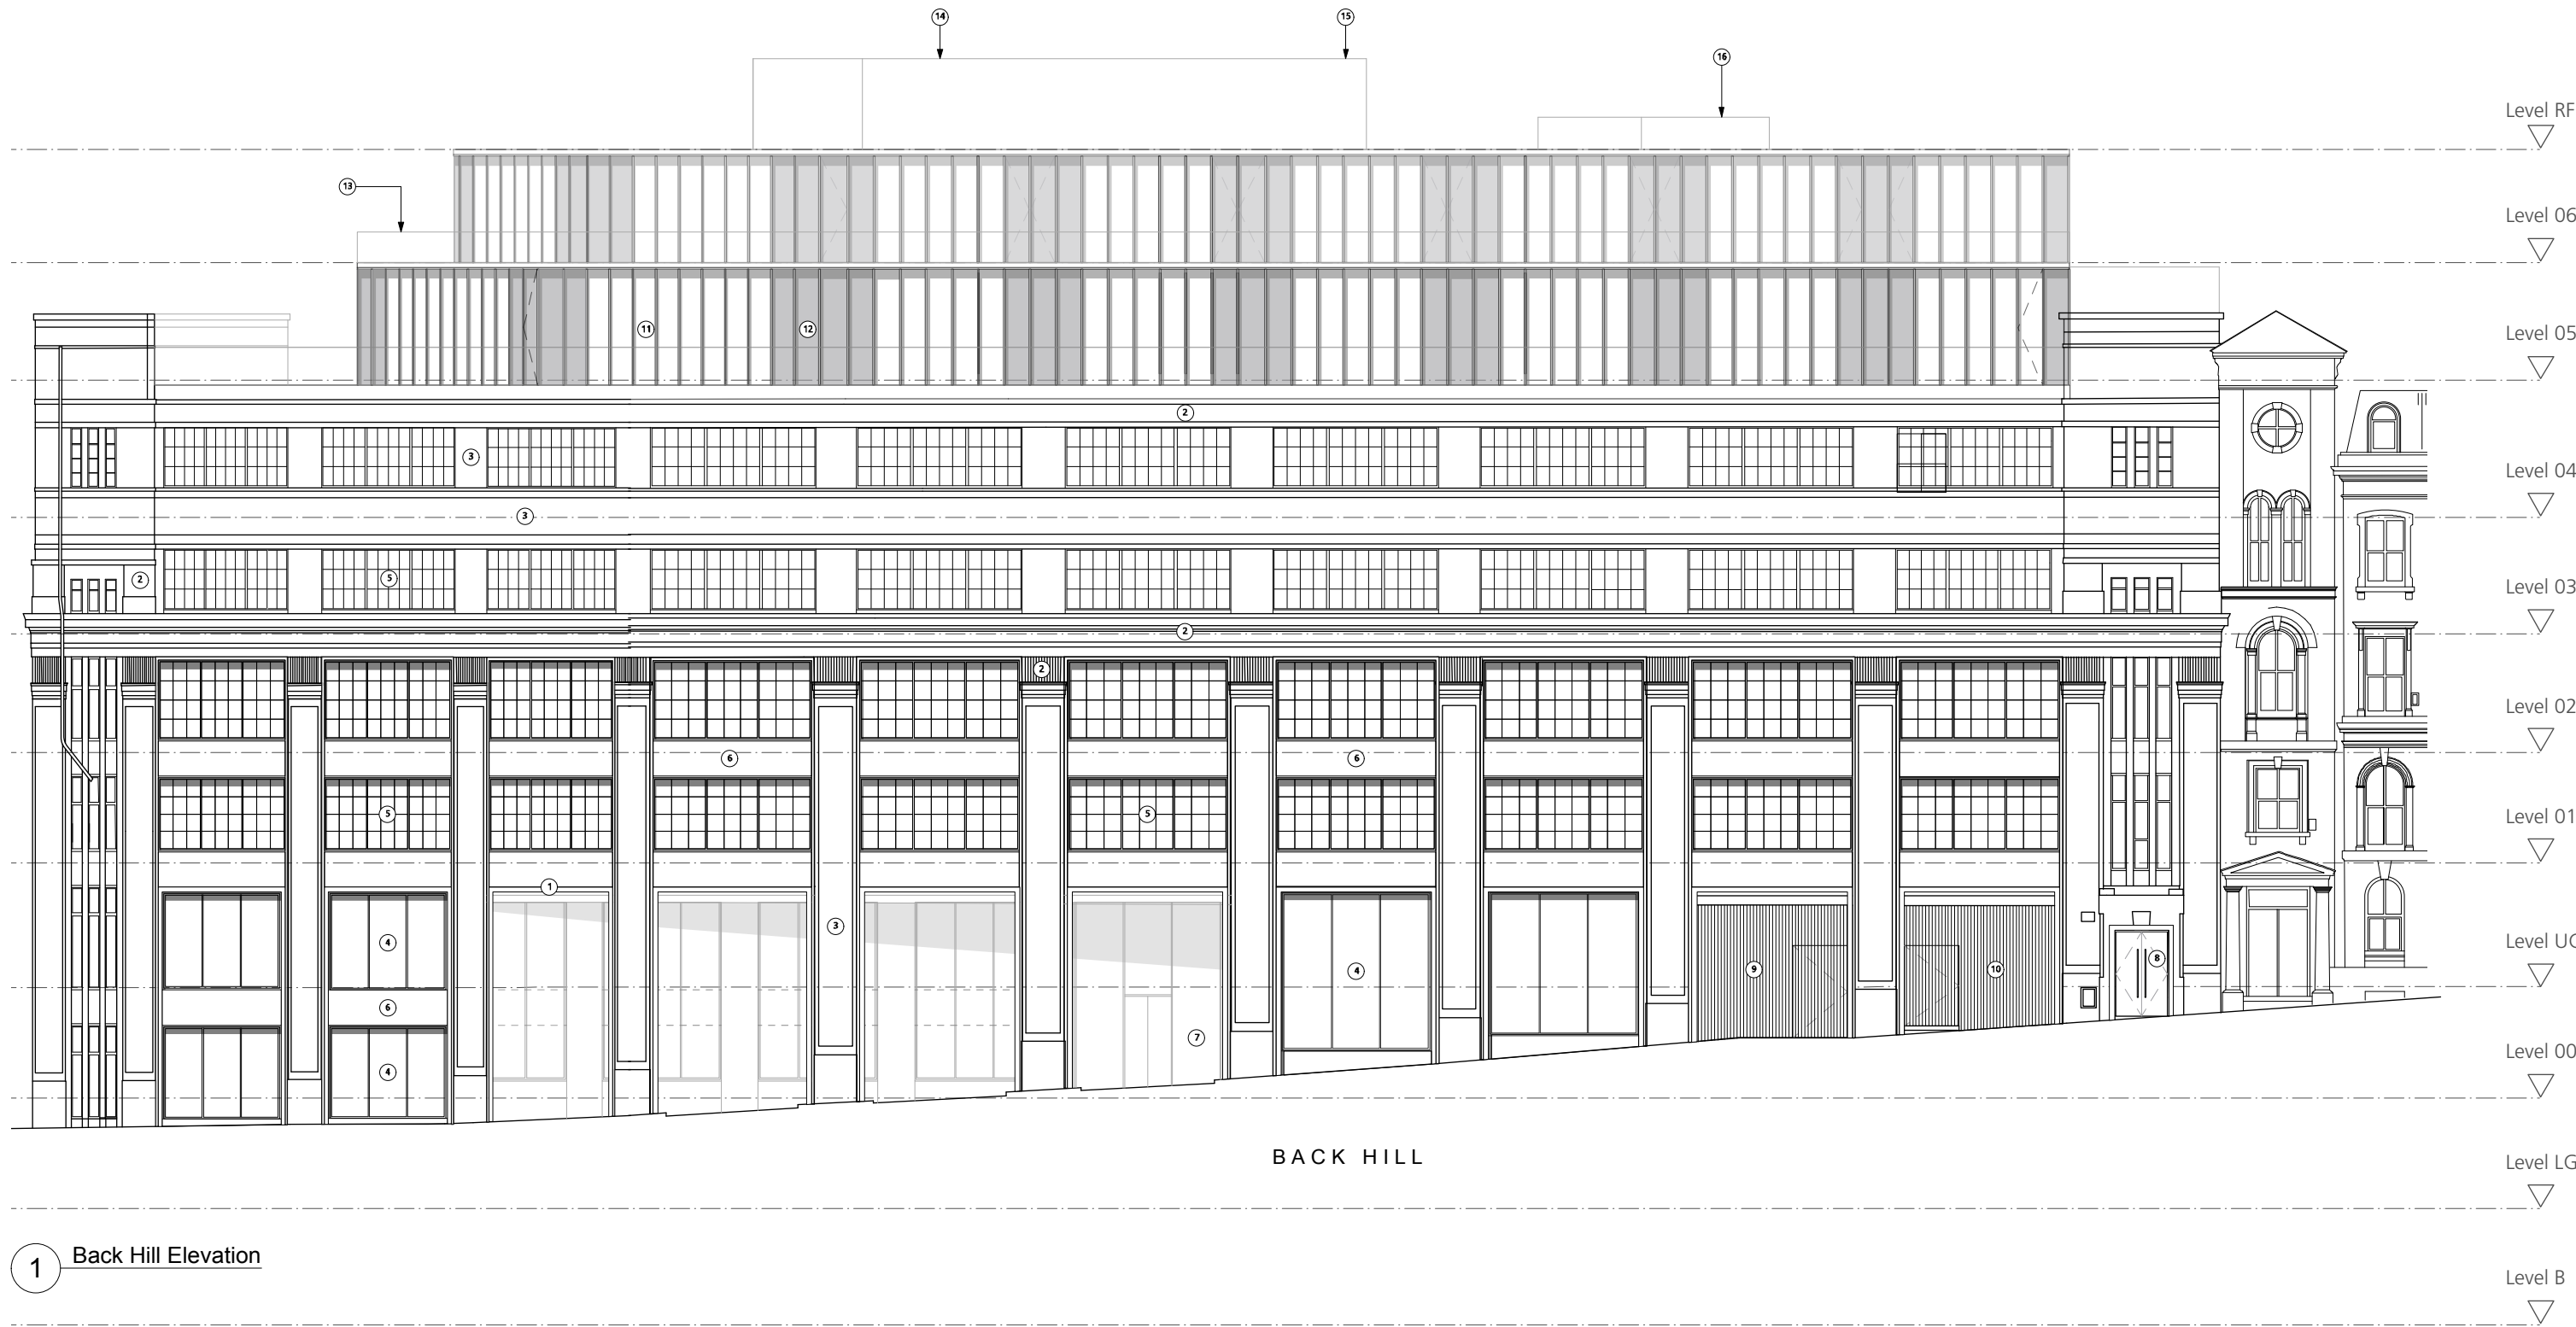 14
15
16
Level RF
13
Level 06
11
12
Level 05
2
3
Level 04
3
5
2
Level 03
2
2
Level 02
6
6
5
5
Level 01
1
3
4
Level UG
8
4
9
10
6
7
Level 00
4
BACK HILL
Level LG
1
Back Hill Elevation
Level B